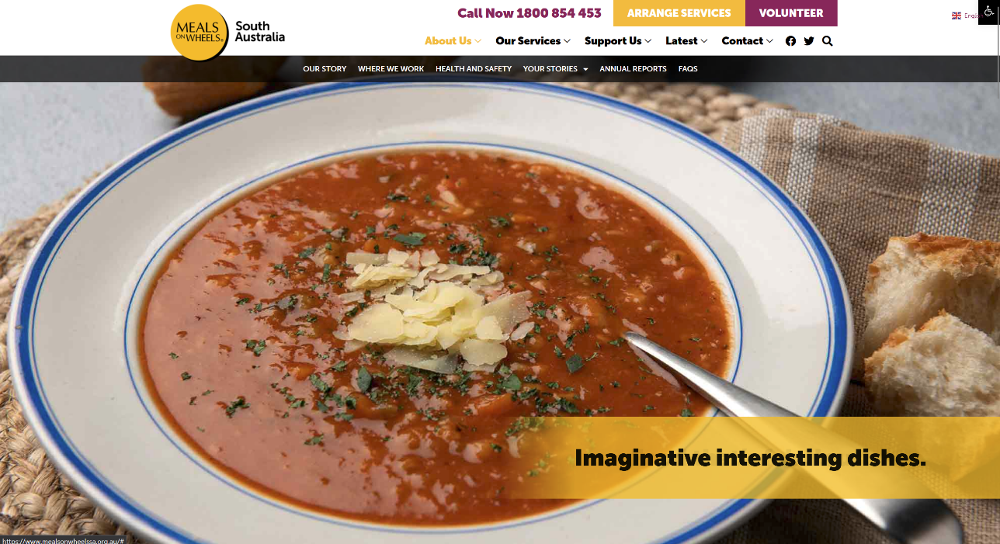 MEALS
ON WHEELS®
South
Australia
Call Now 1800 854 453
ARRANGE SERVICES
VOLUNTEER
English
About Us
Our Services
Support Us
Latest
Contact
OUR STORY
WHERE WE WORK
HEALTH AND SAFETY
YOUR STORIES
ANNUAL REPORTS
FAQS
Imaginative interesting dishes.
https://www.mealsonwheelssa.org.au/#